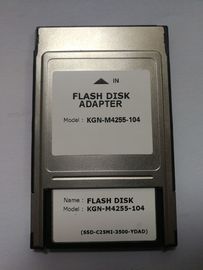 IN
FLASH DISK
ADAPTER
Model : KGN-M4255-104
Name : FLASH DISK
Model : KGN-M4255-104
(SSD-C25MI-3500-YDAD)